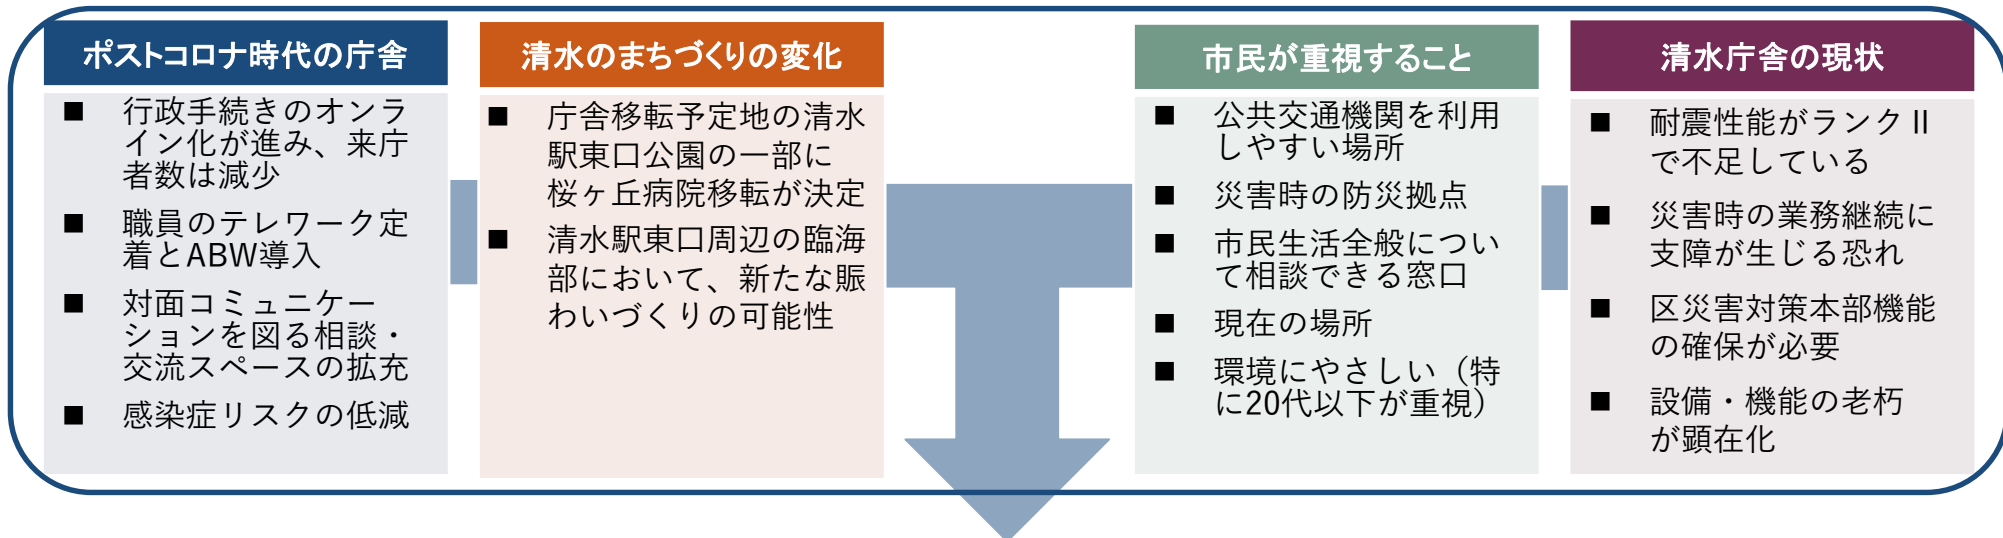 ポストコロナ時代の庁舎
■ 行政手続きのオンラ
イン化が進み、来庁
者数は減少
■ 職員のテレワーク定
着とABW導入
■ 対面コミュニケー
ションを図る相談・
交流スペースの拡充
■ 感染症リスクの低減
清水のまちづくりの変化
■ 庁舎移転予定地の清水
駅東口公園の一部に
桜ヶ丘病院移転が決定
■ 清水駅東口周辺の臨海
部において、新たな賑
わいづくりの可能性
市民が重視すること
■ 公共交通機関を利用
しやすい場所
■ 災害時の防災拠点
■ 市民生活全般につい
て相談できる窓口
■ 現在の場所
■ 環境にやさしい（特
に20代以下が重視）
清水庁舎の現状
■ 耐震性能がランクⅡ
で不足している
■ 災害時の業務継続に
支障が生じる恐れ
■ 区災害対策本部機能
の確保が必要
■ 設備・機能の老朽
が顕在化